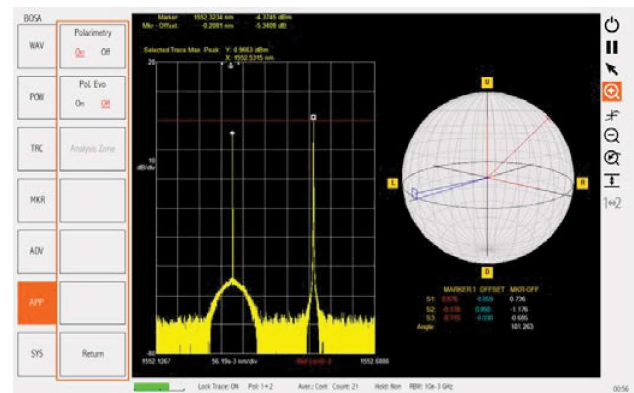 BOSA
WAV
POW
TRC
MKR
ADV
APP
SYS
Polarimetry
On Off
Pol. Evo
On Off
Analysis Zone
Return
Marker: 1552.3234 nm -4.3745 dBm
Mkr - Offset: -0.2081 nm -5.3408 dB
Selected Trace Max. Peak: Y: 0.9663 dBm
X: 1552.5315 nm
20
10
dB/div
-80
1552.1267
56.19e-3 nm/div
1552.6886
U
L
R
D
MARKER 1 OFFSET MKR-OFF
S1: 0.726
S2: -1.176
S3: -0.685
Angle 101.263
1↔2
Lock Trace: ON Pol: 1+2 Aver.: Cont Count: 21 Hold: Non RBW: 10e-3 GHz
00:56